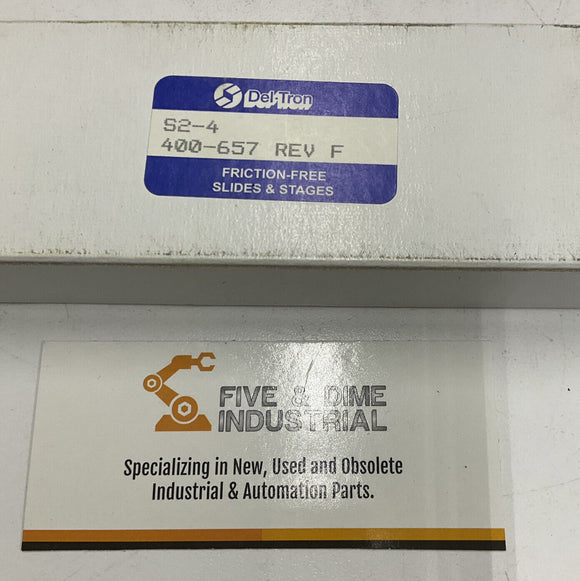 Del-Tron
S2-4
400-657 REV F
FRICTION-FREE
SLIDES & STAGES
FIVE & DIME
INDUSTRIAL
Specializing in New, Used and Obsolete
Industrial & Automation Parts.